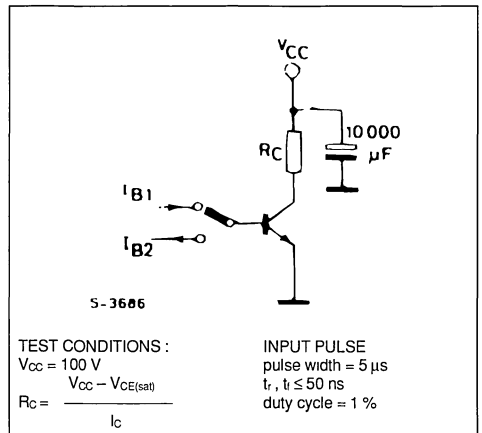 VCC
10 000
µF
RC
IB1
IB2
S-3686
TEST CONDITIONS :
VCC = 100 V
RC = VCC – VCE(sat)
IC
INPUT PULSE
pulse width = 5 µs
tr , tf ≤ 50 ns
duty cycle = 1 %